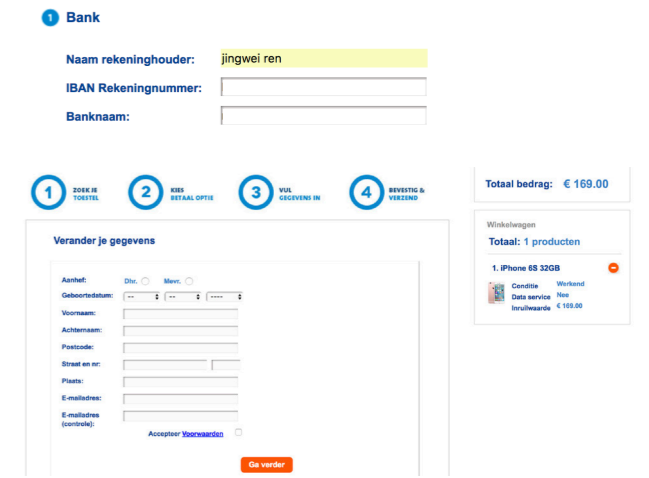 1 Bank
Naam rekeninghouder: jingwei ren
IBAN Rekeningnummer:
Banknaam:
1 ZOEK JE TOESTEL
2 KIES BETAAL OPTIE
3 VUL GEGEVENS IN
4 BEVESTIG & VERZEND
Verander je gegevens
Aanhef: Dhr. Mevr.
Geboortedatum: -- -- ----
Voornaam:
Achternaam:
Postcode:
Straat en nr:
Plaats:
E-mailadres:
E-mailadres
(controle):
Accepteer Voorwaarden
Ga verder
Totaal bedrag: € 169.00
Winkelwagen
Totaal: 1 producten
1. iPhone 6S 32GB
Conditie Werkend
Data service Nee
Inruilwaarde € 169.00